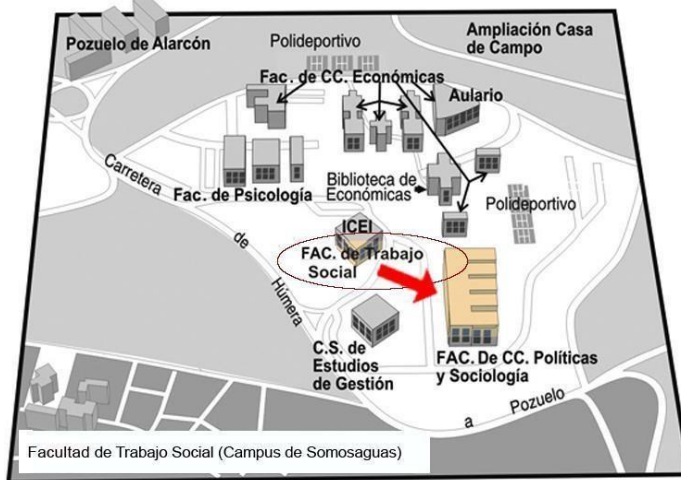 Pozuelo de Alarcón
Polideportivo
Ampliación Casa
de Campo
Fac. de CC. Económicas
Aulario
Carretera
Fac. de Psicología
Biblioteca de
Económicas
Polideportivo
de
ICEI
FAC. de Trabajo
Social
Húmera
C.S. de
Estudios
de Gestión
FAC. De CC. Políticas
y Sociología
a
Pozuelo
Facultad de Trabajo Social (Campus de Somosaguas)